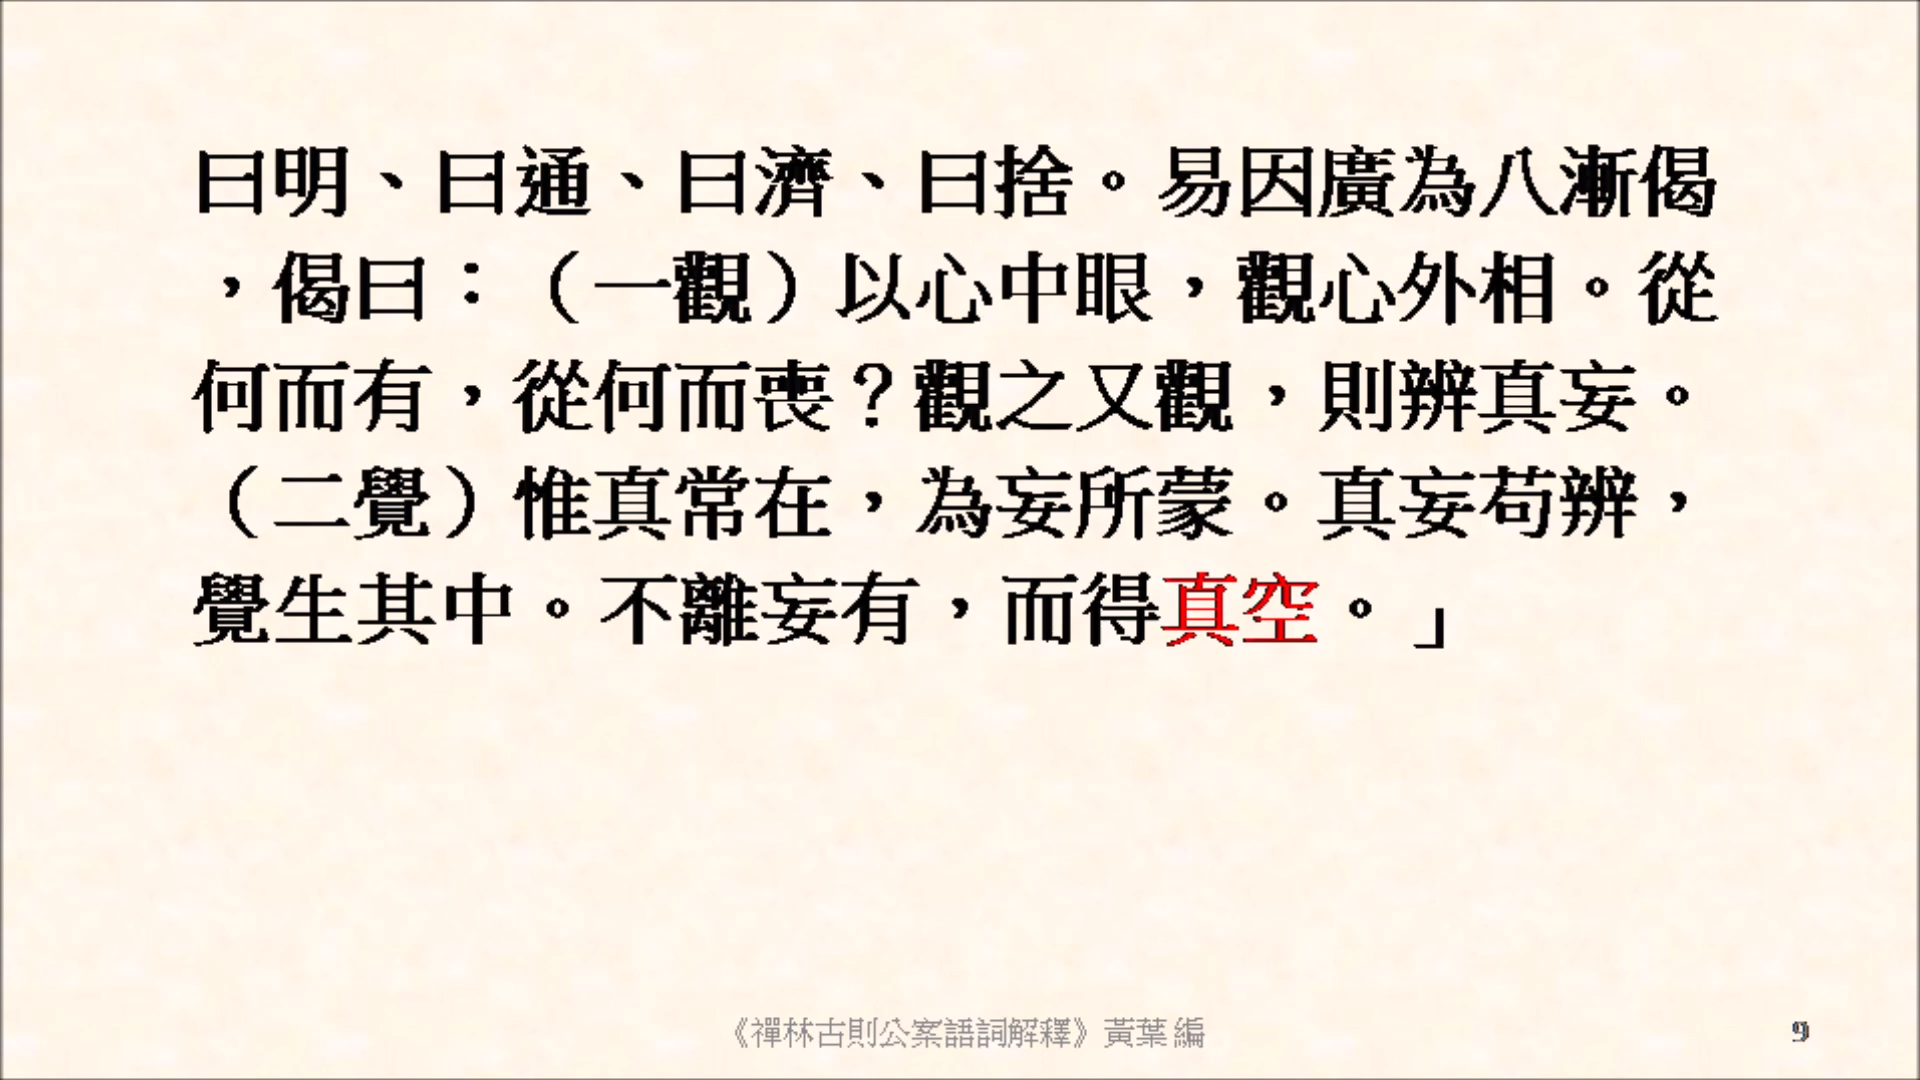 曰明、曰通、曰濟、曰捨。易因廣為八漸偈
，偈曰：（一觀）以心中眼，觀心外相。從
何而有，從何而喪？觀之又觀，則辨真妄。
（二覺）惟真常在，為妄所蒙。真妄苟辨，
覺生其中。不離妄有，而得真空。」
《禪林古則公案語詞解釋》黃葉編
9